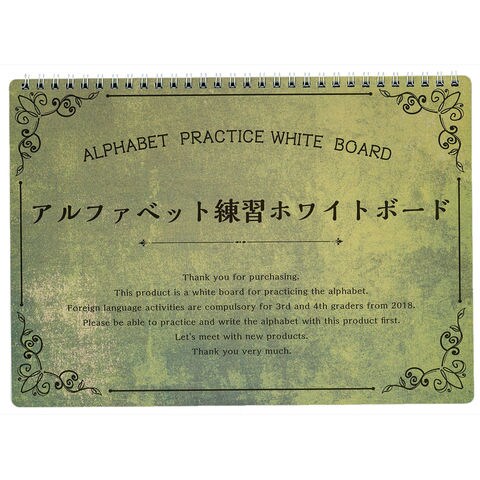 ALPHABET PRACTICE WHITE BOARD
アルファベット練習ホワイトボード
Thank you for purchasing.
This product is a white board for practicing the alphabet.
Foreign language activities are compulsory for 3rd and 4th graders from 2018.
Please be able to practice and write the alphabet with this product first.
Let's meet with new products.
Thank you very much.